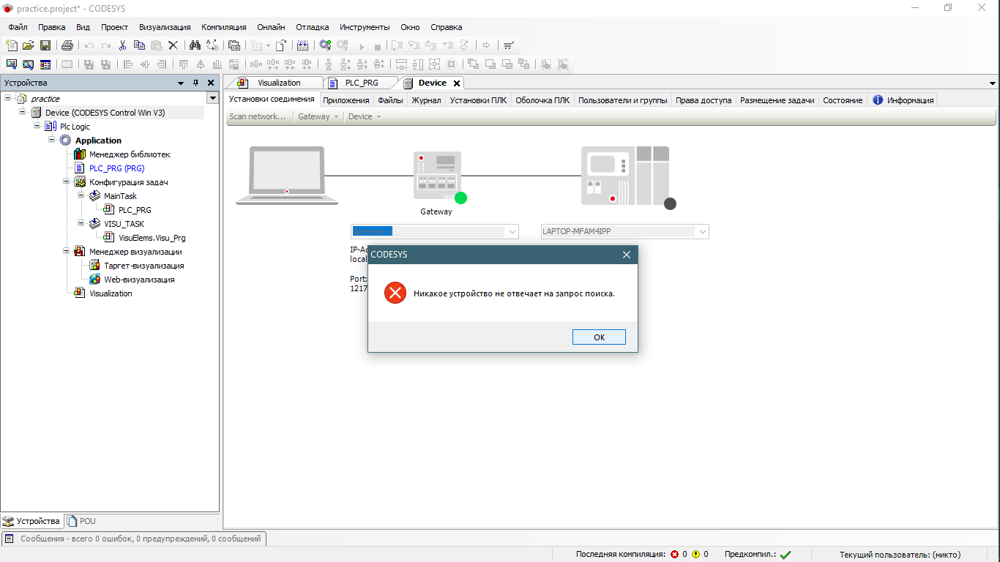 practice.project* - CODESYS
Файл Правка Вид Проект Визуализация Компиляция Онлайн Отладка Инструменты Окно Справка
Устройства
Visualization PLC_PRG Device
practice
Device (CODESYS Control Win V3)
Plc Logic
Application
Менеджер библиотек
PLC_PRG (PRG)
Конфигурация задач
MainTask
PLC_PRG
VISU_TASK
VisuElems.Visu_Prg
Менеджер визуализации
Таргет-визуализация
Web-визуализация
Visualization
Устройства POU
Установки соединения Приложения Файлы Журнал Установки ПЛК Оболочка ПЛК Пользователи и группы Права доступа Размещение задачи Состояние Информация
Scan network... Gateway Device
Gateway
Gateway-1 LAPTOP-MFAM4IPP
IP-Ad
local
Port:
1217
CODESYS
Никакое устройство не отвечает на запрос поиска.
OK
Сообщения - всего 0 ошибок, 0 предупреждений, 0 сообщений
Последняя компиляция: 0 0 Предкомпил.: Текущий пользователь: (никто)